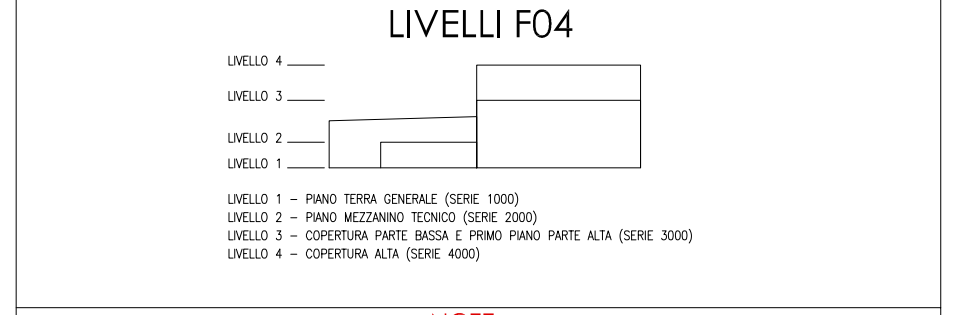 LIVELLI F04
LIVELLO 4
LIVELLO 3
LIVELLO 2
LIVELLO 1
LIVELLO 1 – PIANO TERRA GENERALE (SERIE 1000)
LIVELLO 2 – PIANO MEZZANINO TECNICO (SERIE 2000)
LIVELLO 3 – COPERTURA PARTE BASSA E PRIMO PIANO PARTE ALTA (SERIE 3000)
LIVELLO 4 – COPERTURA ALTA (SERIE 4000)